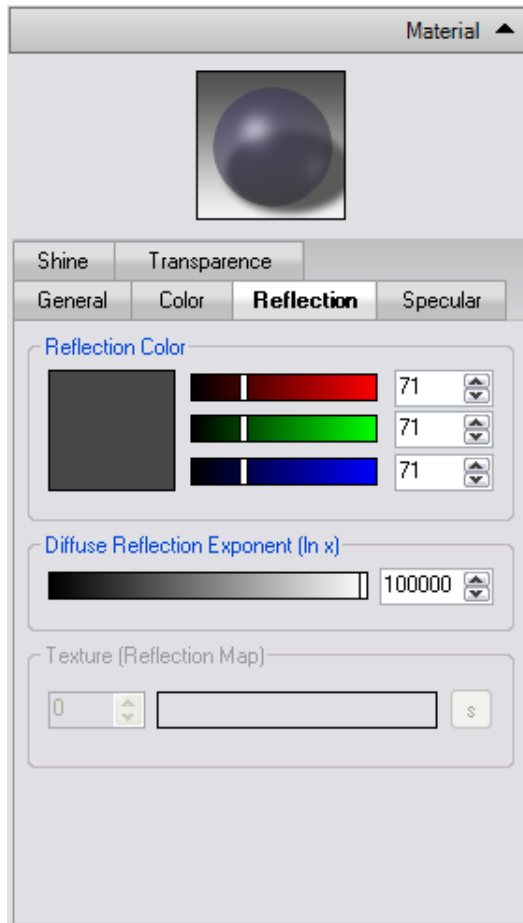 Material
Shine Transparence
General Color Reflection Specular
Reflection Color
71
71
71
Diffuse Reflection Exponent (ln x)
100000
Texture (Reflection Map)
0 s